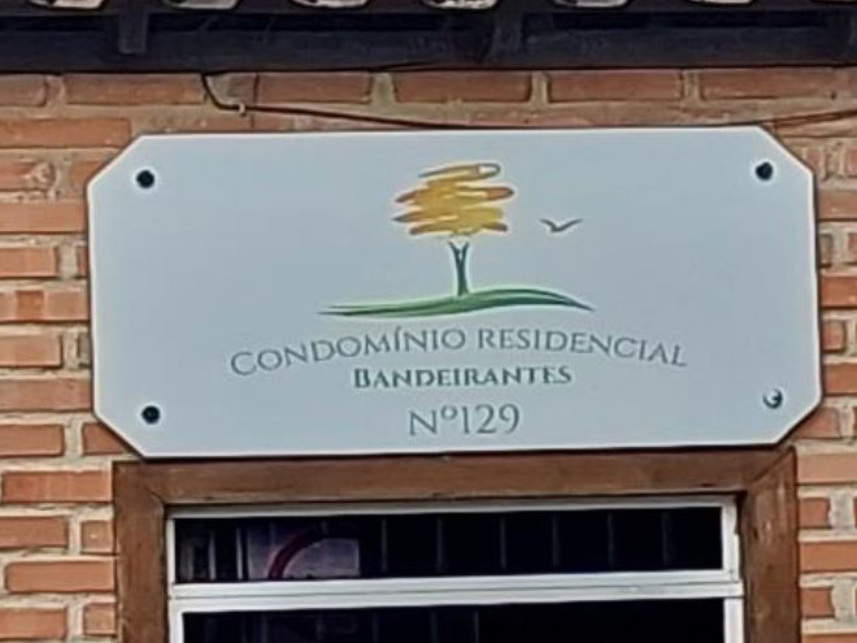 CONDOMÍNIO RESIDENCIAL
BANDEIRANTES
Nº129